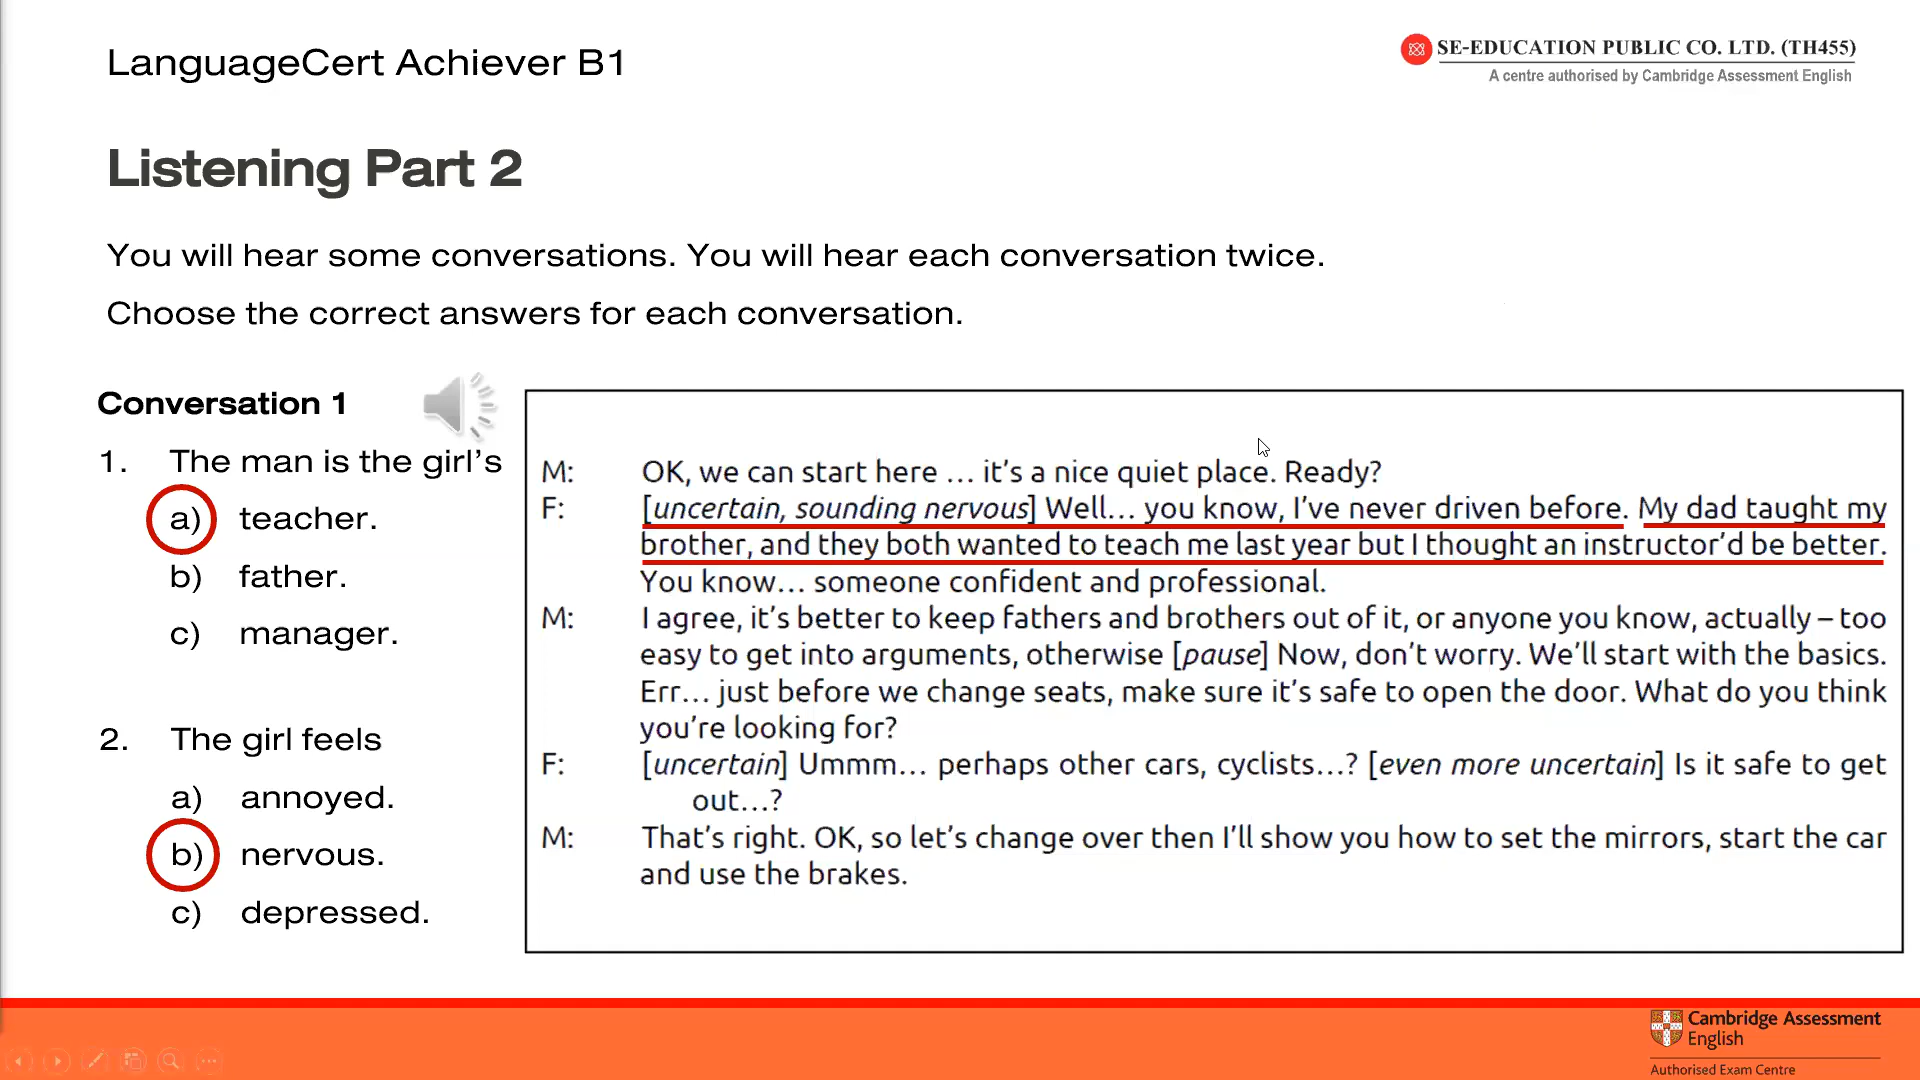 LanguageCert Achiever B1
SE-EDUCATION PUBLIC CO. LTD. (TH455)
A centre authorised by Cambridge Assessment English
Listening Part 2
You will hear some conversations. You will hear each conversation twice.
Choose the correct answers for each conversation.
Conversation 1
1. The man is the girl's
a) teacher.
b) father.
c) manager.
2. The girl feels
a) annoyed.
b) nervous.
c) depressed.
M: OK, we can start here … it's a nice quiet place. Ready?
F: [uncertain, sounding nervous] Well… you know, I've never driven before. My dad taught my
brother, and they both wanted to teach me last year but I thought an instructor'd be better.
You know… someone confident and professional.
M: I agree, it's better to keep fathers and brothers out of it, or anyone you know, actually – too
easy to get into arguments, otherwise [pause] Now, don't worry. We'll start with the basics.
Err… just before we change seats, make sure it's safe to open the door. What do you think
you're looking for?
F: [uncertain] Ummm… perhaps other cars, cyclists…? [even more uncertain] Is it safe to get
out…?
M: That's right. OK, so let's change over then I'll show you how to set the mirrors, start the car
and use the brakes.
Cambridge Assessment
English
Authorised Exam Centre